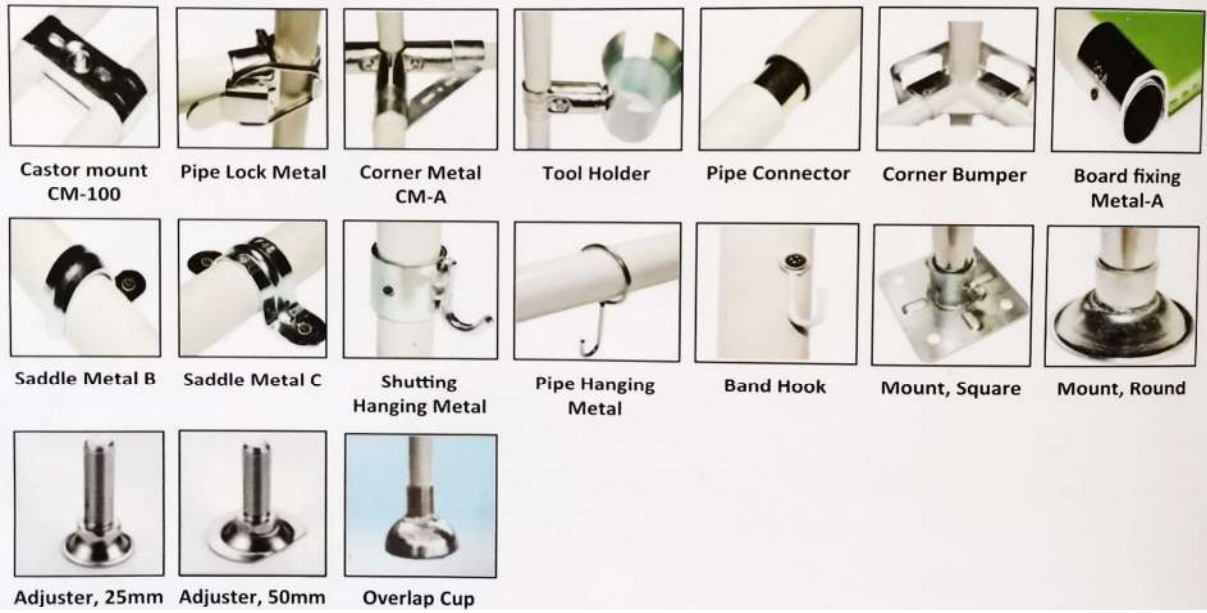 Castor mount
CM-100
Pipe Lock Metal
Corner Metal
CM-A
Tool Holder
Pipe Connector
Corner Bumper
Board fixing
Metal-A
Saddle Metal B
Saddle Metal C
Shutting
Hanging Metal
Pipe Hanging
Metal
Band Hook
Mount, Square
Mount, Round
Adjuster, 25mm
Adjuster, 50mm
Overlap Cup